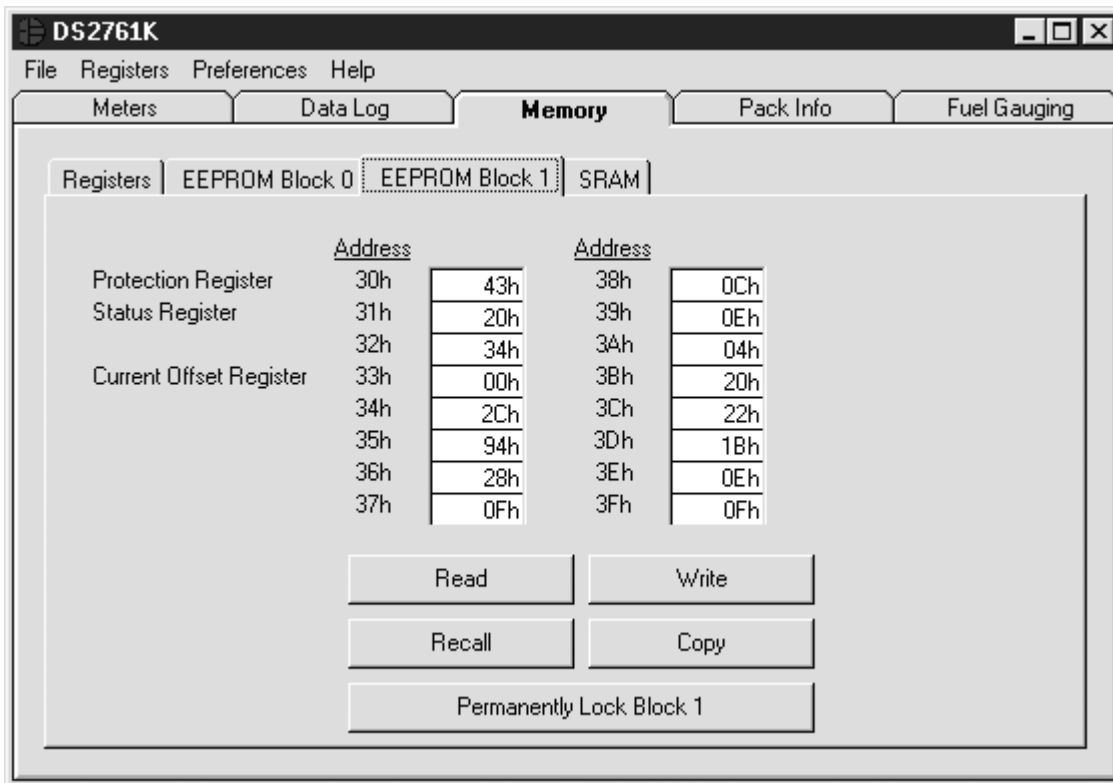 DS2761K
File Registers Preferences Help
Meters Data Log Memory Pack Info Fuel Gauging
Registers EEPROM Block 0 EEPROM Block 1 SRAM
Address Address
Protection Register 30h 43h 38h 0Ch
Status Register 31h 20h 39h 0Eh
32h 34h 3Ah 04h
Current Offset Register 33h 00h 3Bh 20h
34h 2Ch 3Ch 22h
35h 94h 3Dh 1Bh
36h 28h 3Eh 0Eh
37h 0Fh 3Fh 0Fh
Read Write
Recall Copy
Permanently Lock Block 1